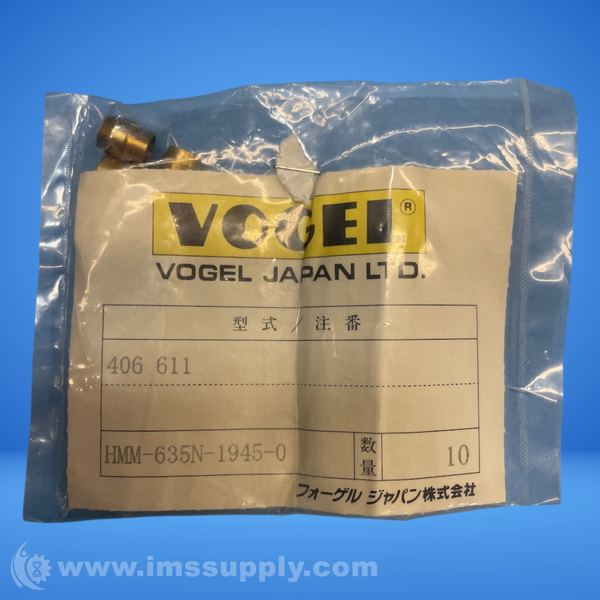 VOGEL®
VOGEL JAPAN LTD.
型式/注番
406 611
HMM-635N-1945-0 数量 10
フォーゲル ジャパン株式会社
www.imssupply.com